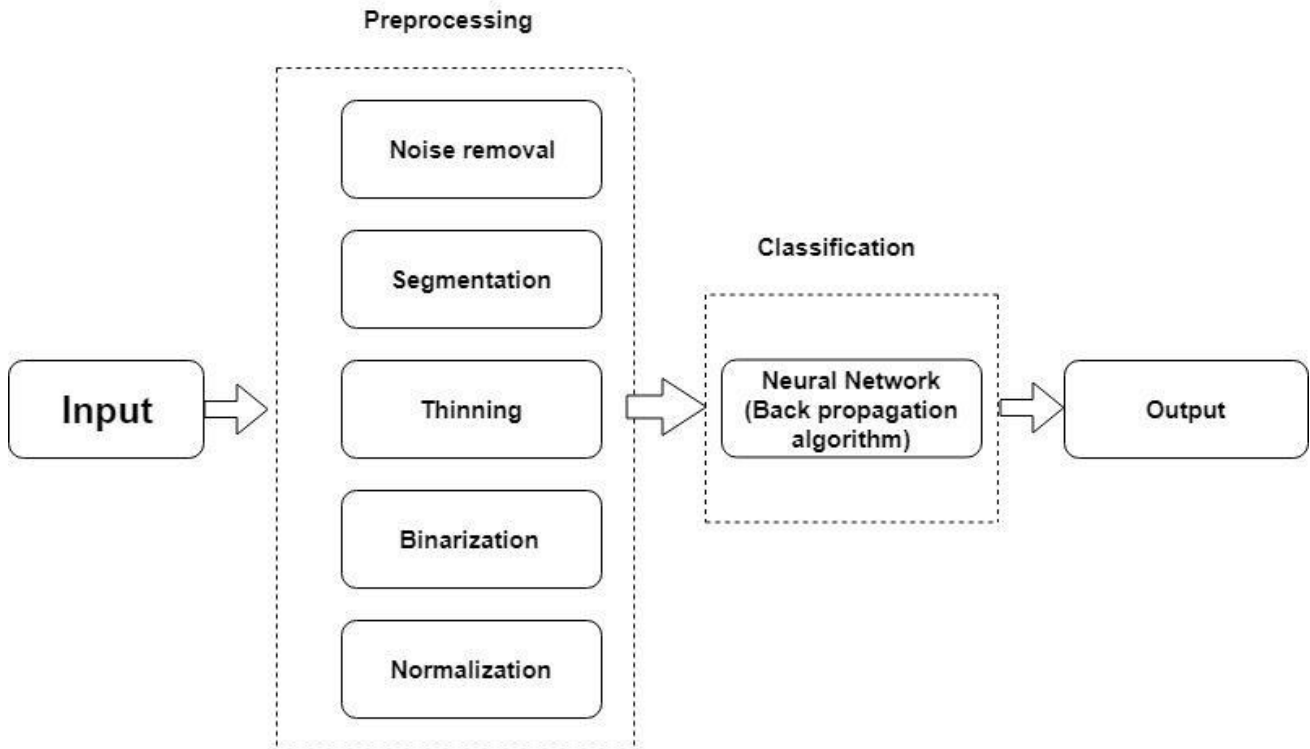 Preprocessing
Noise removal
Segmentation
Classification
Input
Thinning
Neural Network
(Back propagation
algorithm)
Output
Binarization
Normalization